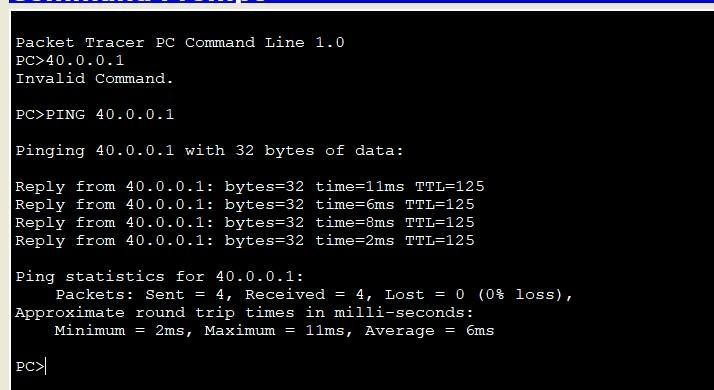 Packet Tracer PC Command Line 1.0
PC>40.0.0.1
Invalid Command.
PC>PING 40.0.0.1
Pinging 40.0.0.1 with 32 bytes of data:
Reply from 40.0.0.1: bytes=32 time=11ms TTL=125
Reply from 40.0.0.1: bytes=32 time=6ms TTL=125
Reply from 40.0.0.1: bytes=32 time=8ms TTL=125
Reply from 40.0.0.1: bytes=32 time=2ms TTL=125
Ping statistics for 40.0.0.1:
Packets: Sent = 4, Received = 4, Lost = 0 (0% loss),
Approximate round trip times in milli-seconds:
Minimum = 2ms, Maximum = 11ms, Average = 6ms
PC>